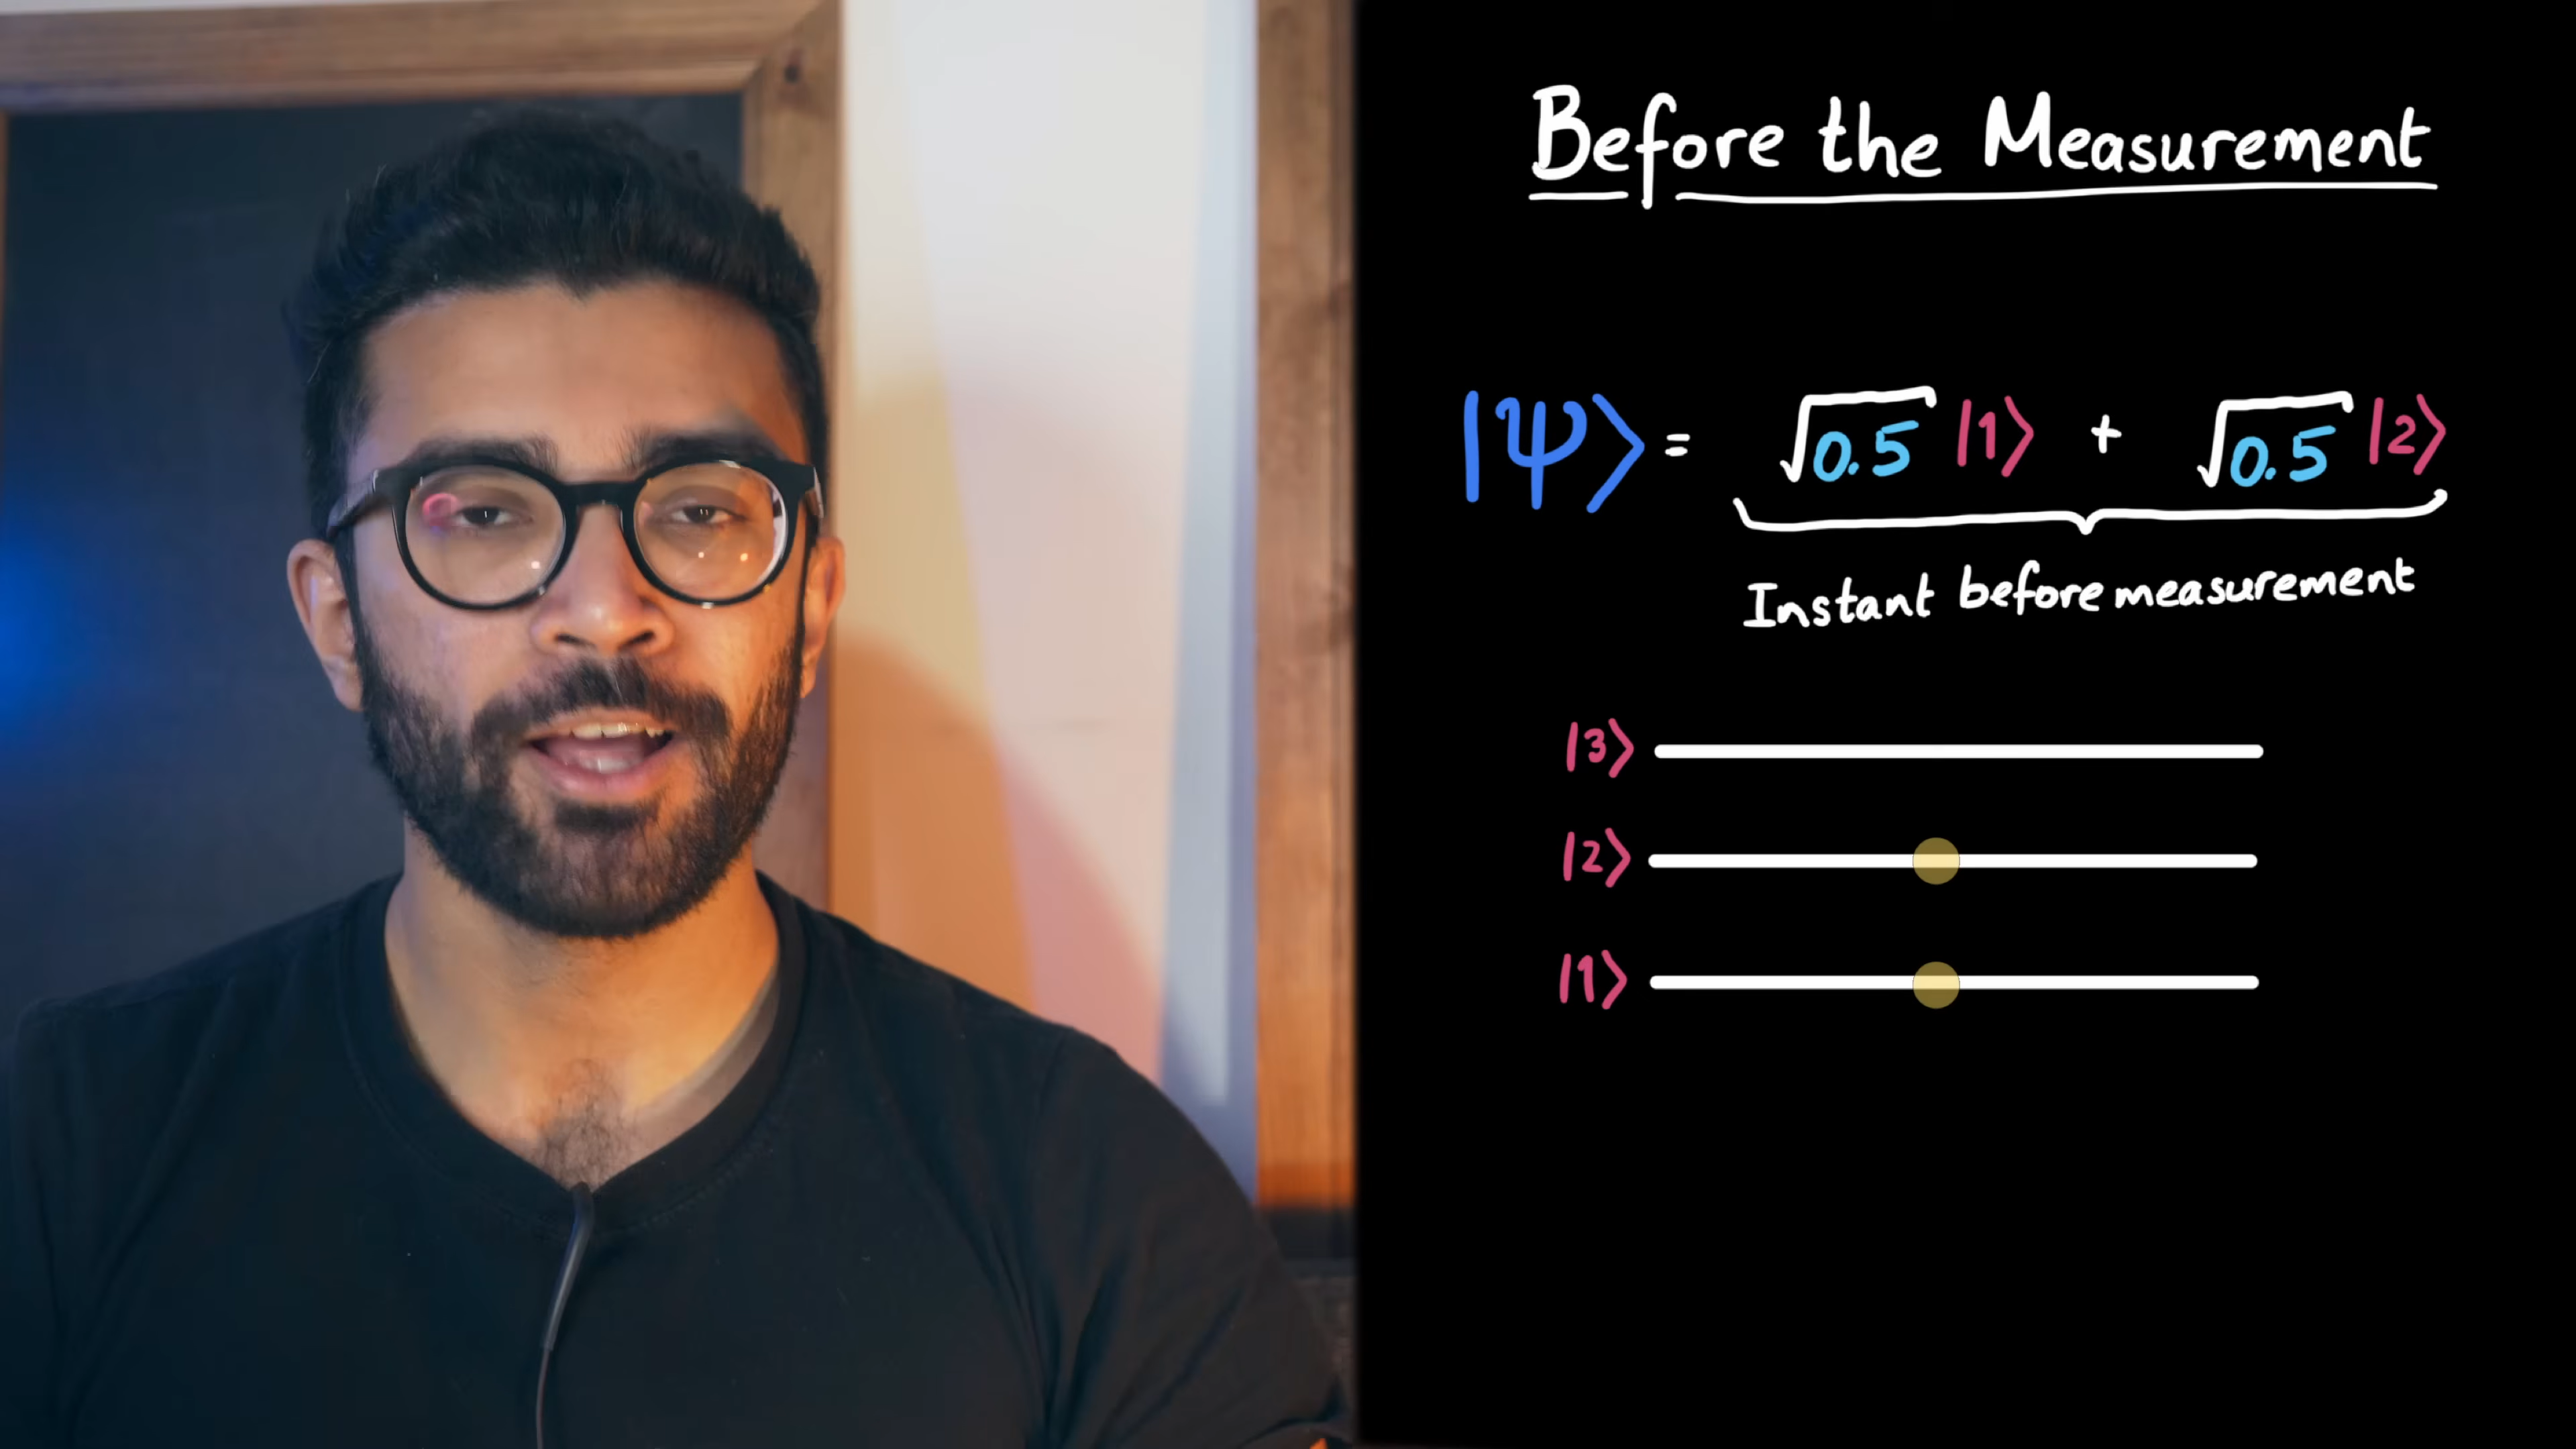 Before the Measurement
|ψ⟩ = √0.5 |1⟩ + √0.5 |2⟩
Instant before measurement
|3⟩
|2⟩
|1⟩